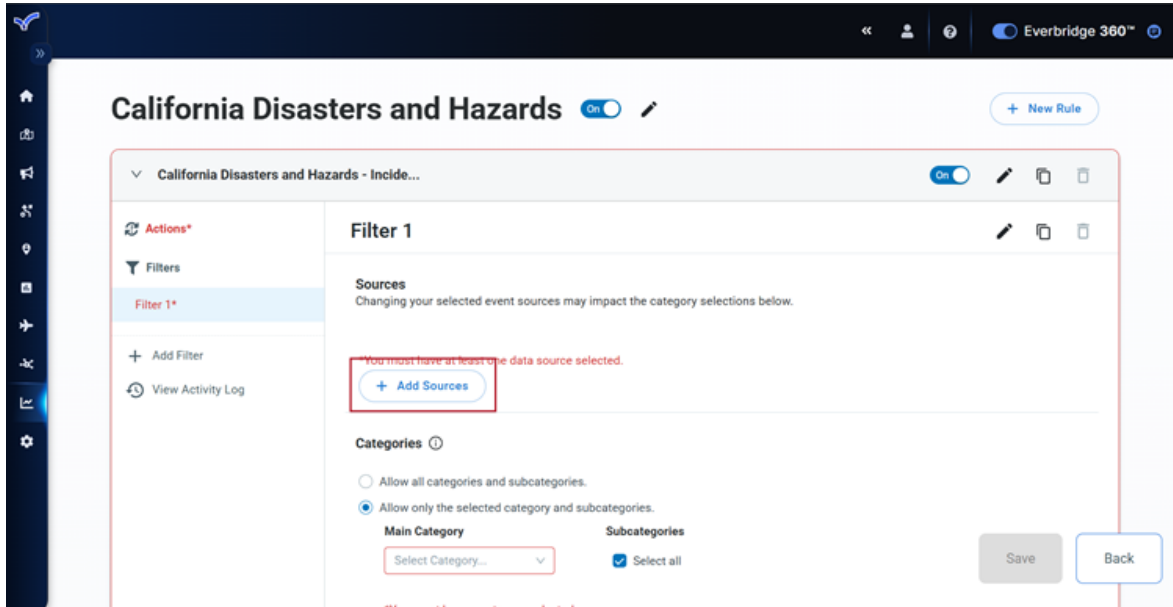 Everbridge 360™
California Disasters and Hazards On
+ New Rule
California Disasters and Hazards - Incide...
On
Actions*
Filters
Filter 1*
+ Add Filter
View Activity Log
Filter 1
Sources
Changing your selected event sources may impact the category selections below.
*You must have at least one data source selected.
+ Add Sources
Categories
Allow all categories and subcategories.
Allow only the selected category and subcategories.
Main Category Subcategories
Select Category... Select all
Save
Back